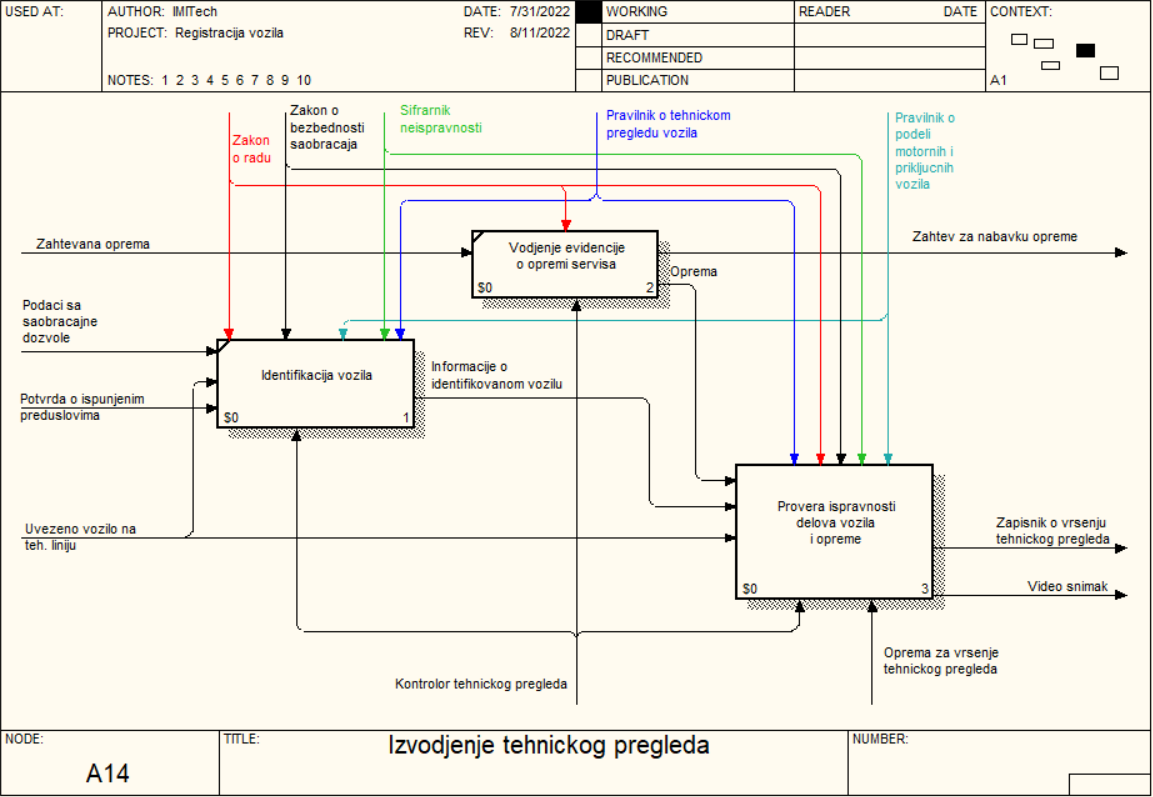 USED AT:
AUTHOR: IMITech
DATE: 7/31/2022
PROJECT: Registracija vozila
REV: 8/11/2022
NOTES: 1 2 3 4 5 6 7 8 9 10
WORKING
DRAFT
RECOMMENDED
PUBLICATION
READER
DATE
CONTEXT:
A1
Zakon
o radu
Zakon o
bezbednosti
saobracaja
Sifrarnik
neispravnosti
Pravilnik o tehnickom
pregledu vozila
Pravilnik o
podeli
motornih i
prikljucnih
vozila
Zahtevana oprema
Vodjenje evidencije
o opremi servisa
$0
2
Zahtev za nabavku opreme
Oprema
Podaci sa
saobracajne
dozvole
Identifikacija vozila
$0
1
Informacije o
identifikovanom vozilu
Potvrda o ispunjenim
preduslovima
Uvezeno vozilo na
teh. liniju
Provera ispravnosti
delova vozila
i opreme
$0
3
Zapisnik o vrsenju
tehnickog pregleda
Video snimak
Kontrolor tehnickog pregleda
Oprema za vrsenje
tehnickog pregleda
NODE:
A14
TITLE:
Izvodjenje tehnickog pregleda
NUMBER: